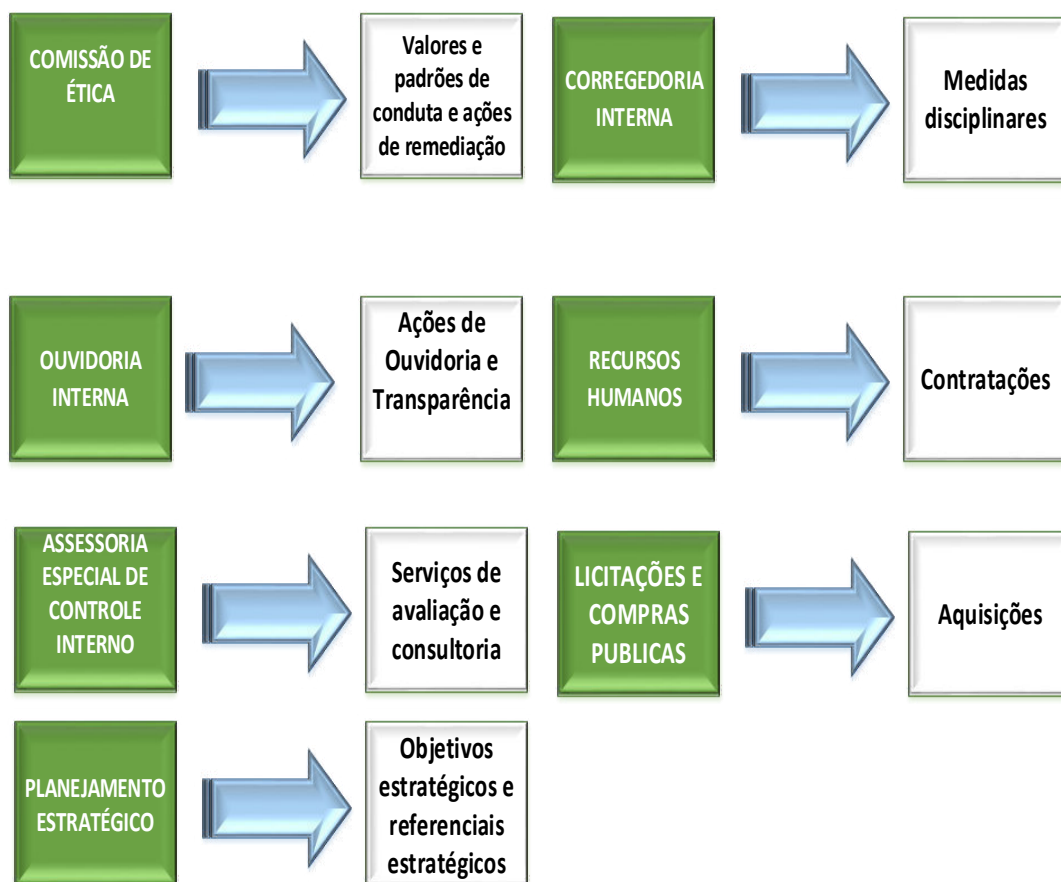 COMISSÃO DE
ÉTICA
Valores e
padrões de
conduta e ações
de remediação
CORREGEDORIA
INTERNA
Medidas
disciplinares
OUVIDORIA
INTERNA
Ações de
Ouvidoria e
Transparência
RECURSOS
HUMANOS
Contratações
ASSESSORIA
ESPECIAL DE
CONTROLE
INTERNO
Serviços de
avaliação e
consultoria
LICITAÇÕES E
COMPRAS
PUBLICAS
Aquisições
PLANEJAMENTO
ESTRATÉGICO
Objetivos
estratégicos e
referenciais
estratégicos